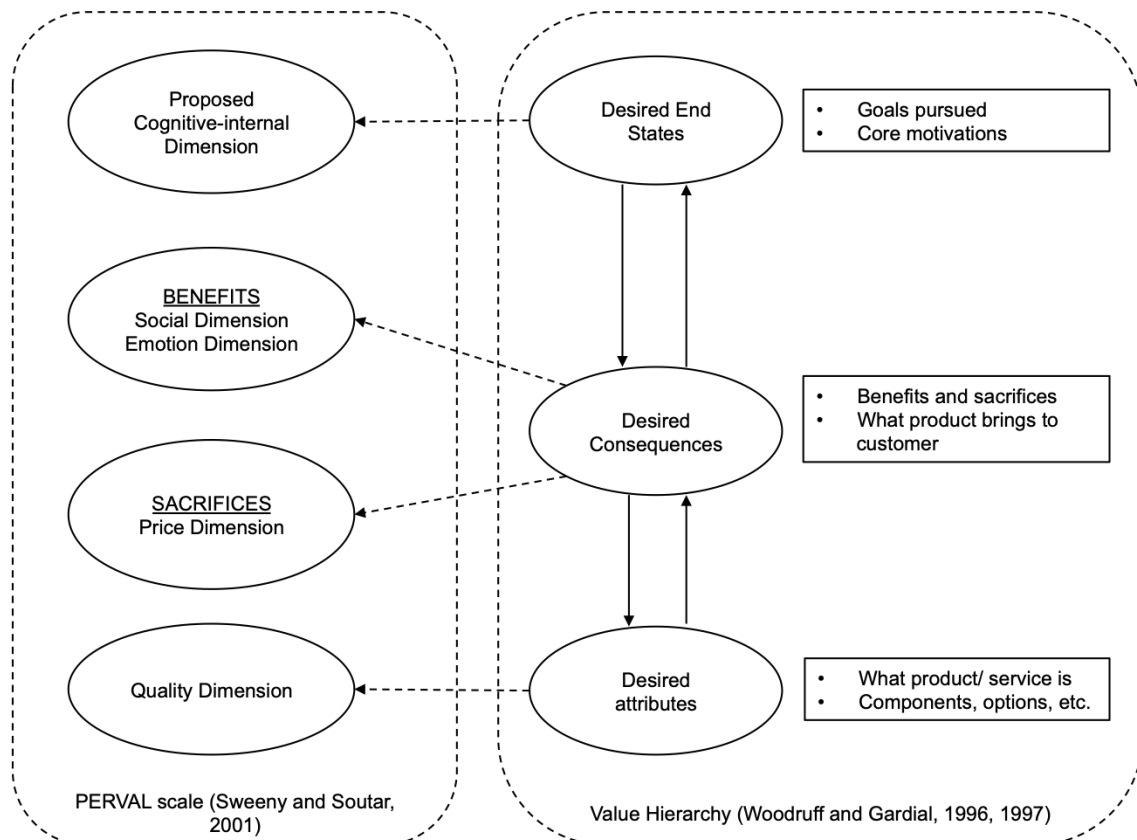 Proposed
Cognitive-internal
Dimension
Desired End
States
• Goals pursued
• Core motivations
BENEFITS
Social Dimension
Emotion Dimension
Desired
Consequences
• Benefits and sacrifices
• What product brings to
customer
SACRIFICES
Price Dimension
Quality Dimension
Desired
attributes
• What product/ service is
• Components, options, etc.
PERVAL scale (Sweeny and Soutar,
2001)
Value Hierarchy (Woodruff and Gardial, 1996, 1997)